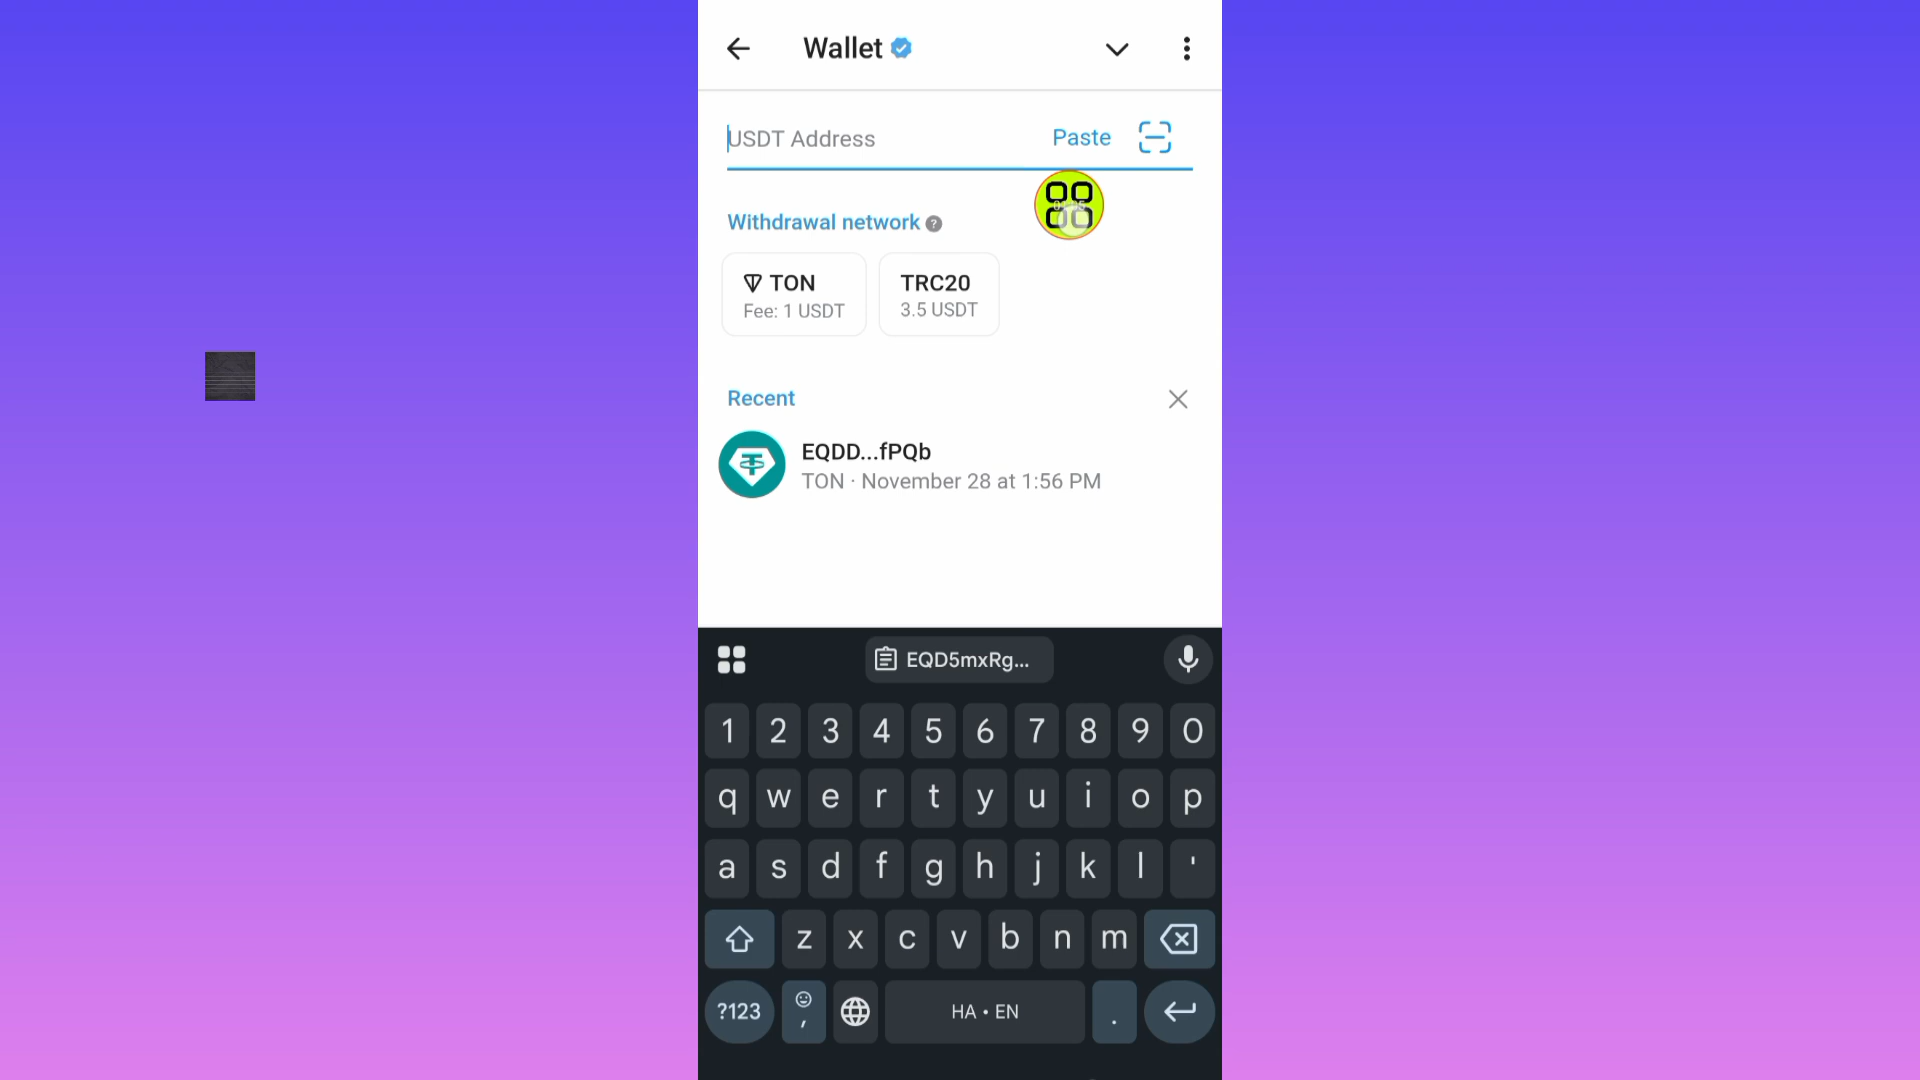 Wallet
USDT Address
Paste
Withdrawal network ?
TON
Fee: 1 USDT
TRC20
3.5 USDT
Recent
EQDD...fPQb
TON · November 28 at 1:56 PM
EQD5mxRg...
1 2 3 4 5 6 7 8 9 0
q w e r t y u i o p
a s d f g h j k l '
z x c v b n m
?123 , HA • EN .